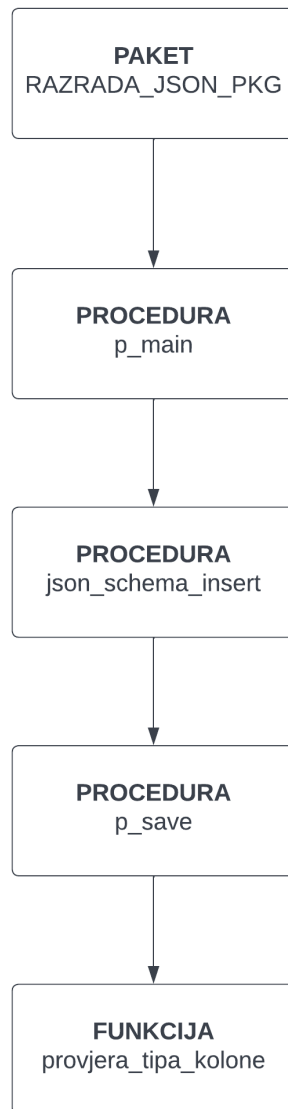 PAKET
RAZRADA_JSON_PKG
PROCEDURA
p_main
PROCEDURA
json_schema_insert
PROCEDURA
p_save
FUNKCIJA
provjera_tipa_kolone